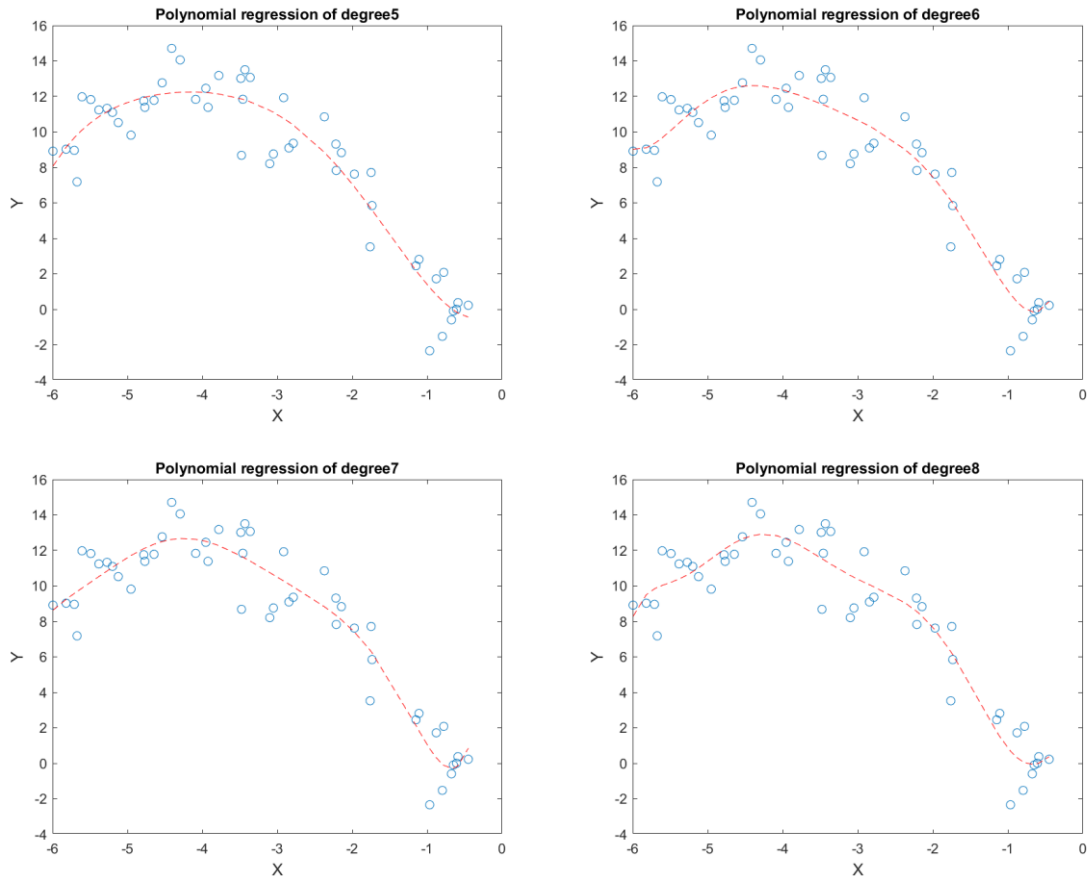 Polynomial regression of degree5
16
14
12
10
8
6
4
2
0
-2
-4
Y
-6 -5 -4 -3 -2 -1 0
X
Polynomial regression of degree6
16
14
12
10
8
6
4
2
0
-2
-4
Y
-6 -5 -4 -3 -2 -1 0
X
Polynomial regression of degree7
16
14
12
10
8
6
4
2
0
-2
-4
Y
-6 -5 -4 -3 -2 -1 0
X
Polynomial regression of degree8
16
14
12
10
8
6
4
2
0
-2
-4
Y
-6 -5 -4 -3 -2 -1 0
X